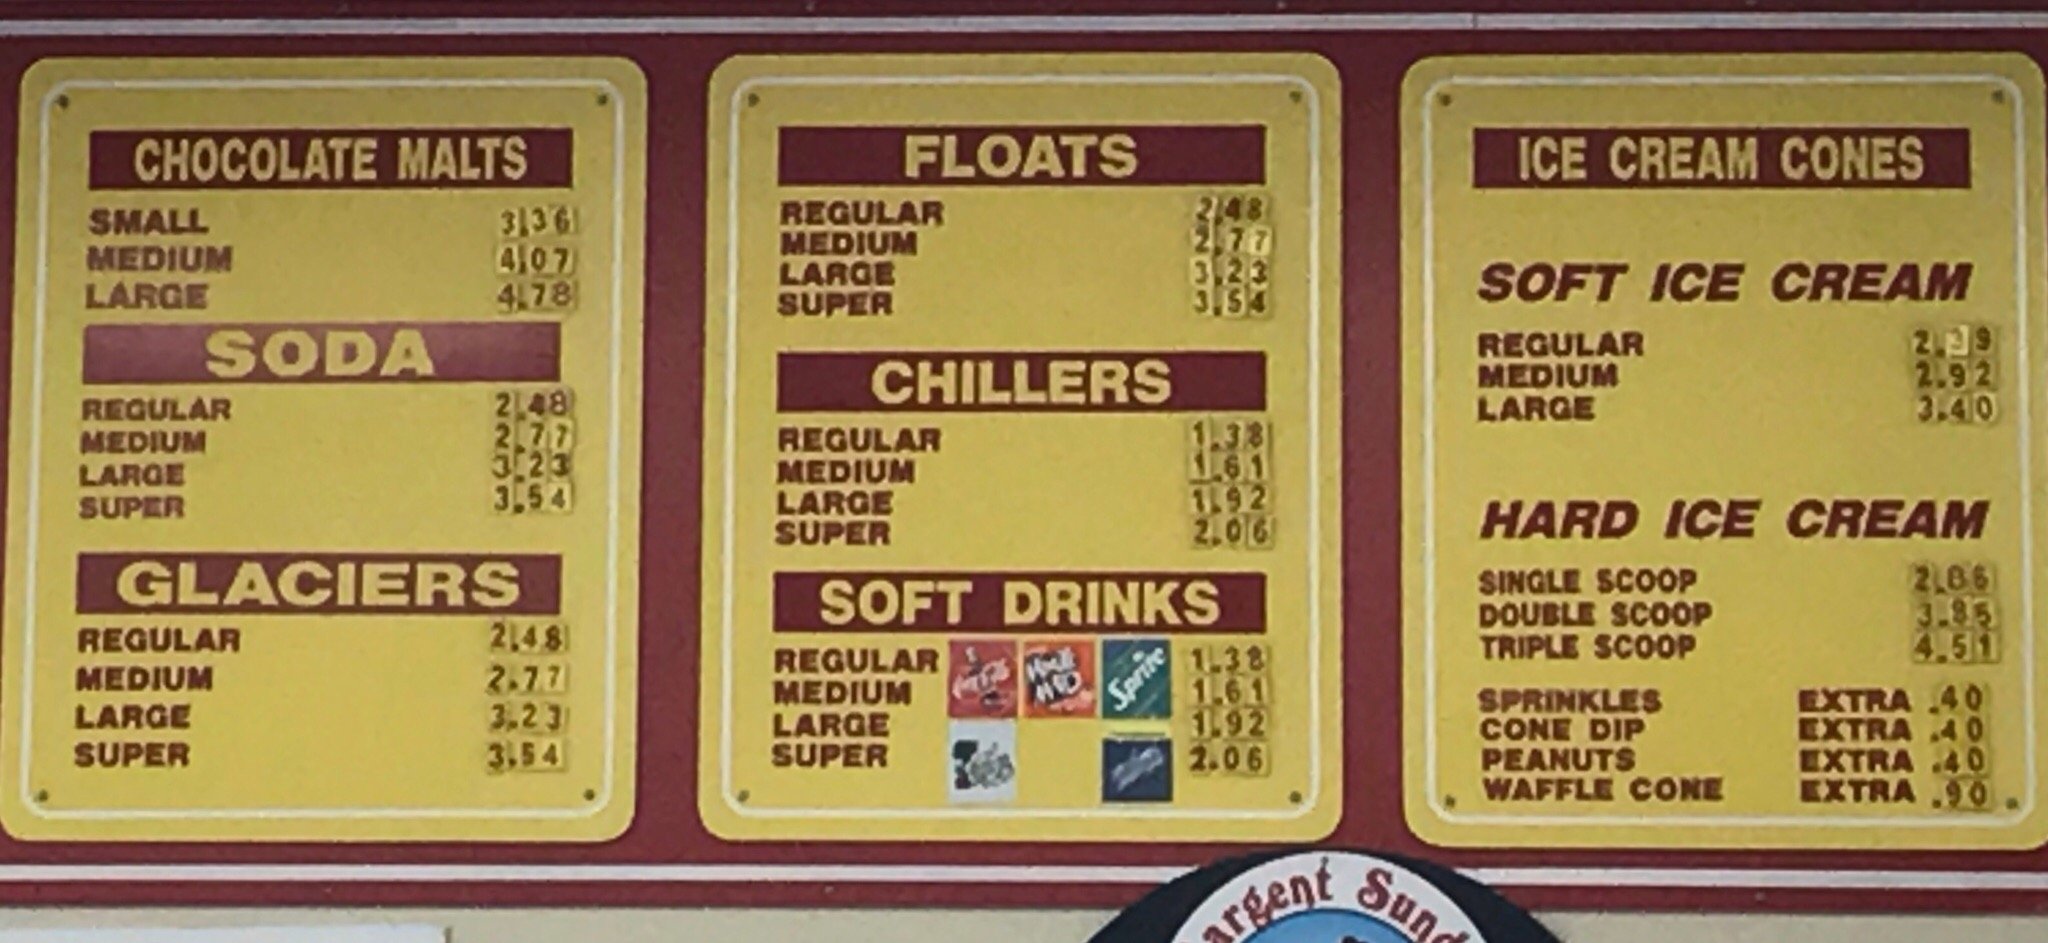 CHOCOLATE MALTS
SMALL 3.36
MEDIUM 4.07
LARGE 4.78
SODA
REGULAR 2.48
MEDIUM 2.77
LARGE 3.23
SUPER 3.54
GLACIERS
REGULAR 2.48
MEDIUM 2.77
LARGE 3.23
SUPER 3.54
FLOATS
REGULAR 2.48
MEDIUM 2.77
LARGE 3.23
SUPER 3.54
CHILLERS
REGULAR 1.38
MEDIUM 1.61
LARGE 1.92
SUPER 2.06
SOFT DRINKS
REGULAR 1.38
MEDIUM 1.61
LARGE 1.92
SUPER 2.06
Sprite
ICE CREAM CONES
SOFT ICE CREAM
REGULAR 2.39
MEDIUM 2.92
LARGE 3.40
HARD ICE CREAM
SINGLE SCOOP 2.86
DOUBLE SCOOP 3.85
TRIPLE SCOOP 4.51
SPRINKLES EXTRA .40
CONE DIP EXTRA .40
PEANUTS EXTRA .40
WAFFLE CONE EXTRA .90
argent Sund